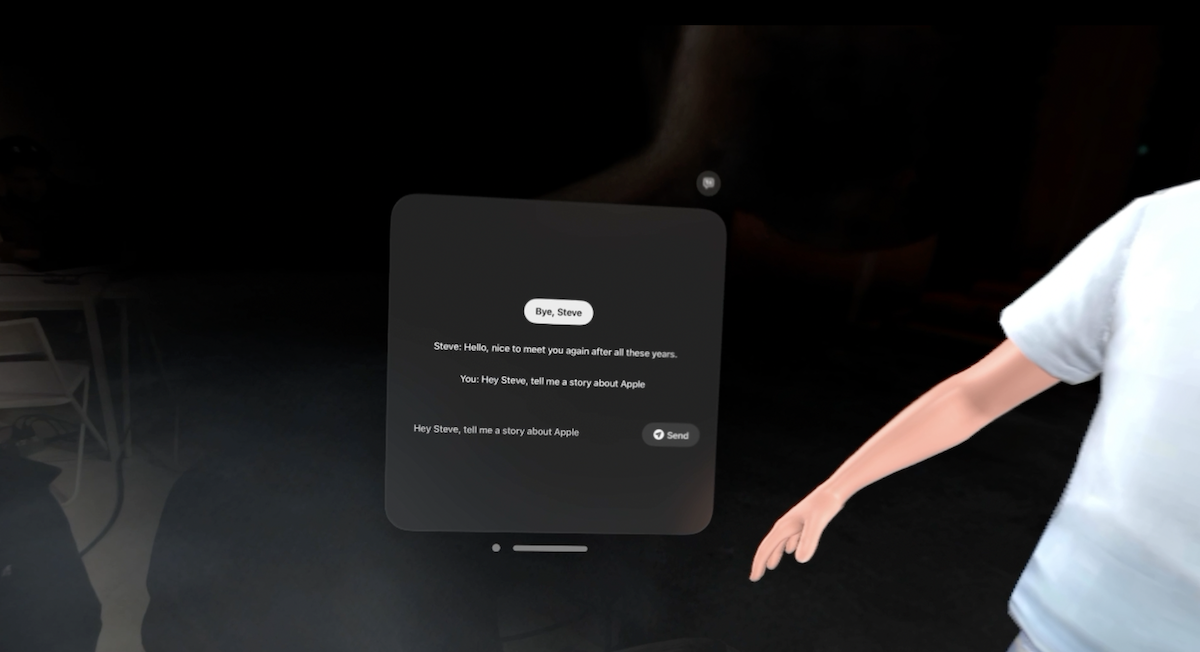 Bye, Steve
Steve: Hello, nice to meet you again after all these years.
You: Hey Steve, tell me a story about Apple
Hey Steve, tell me a story about Apple
Send